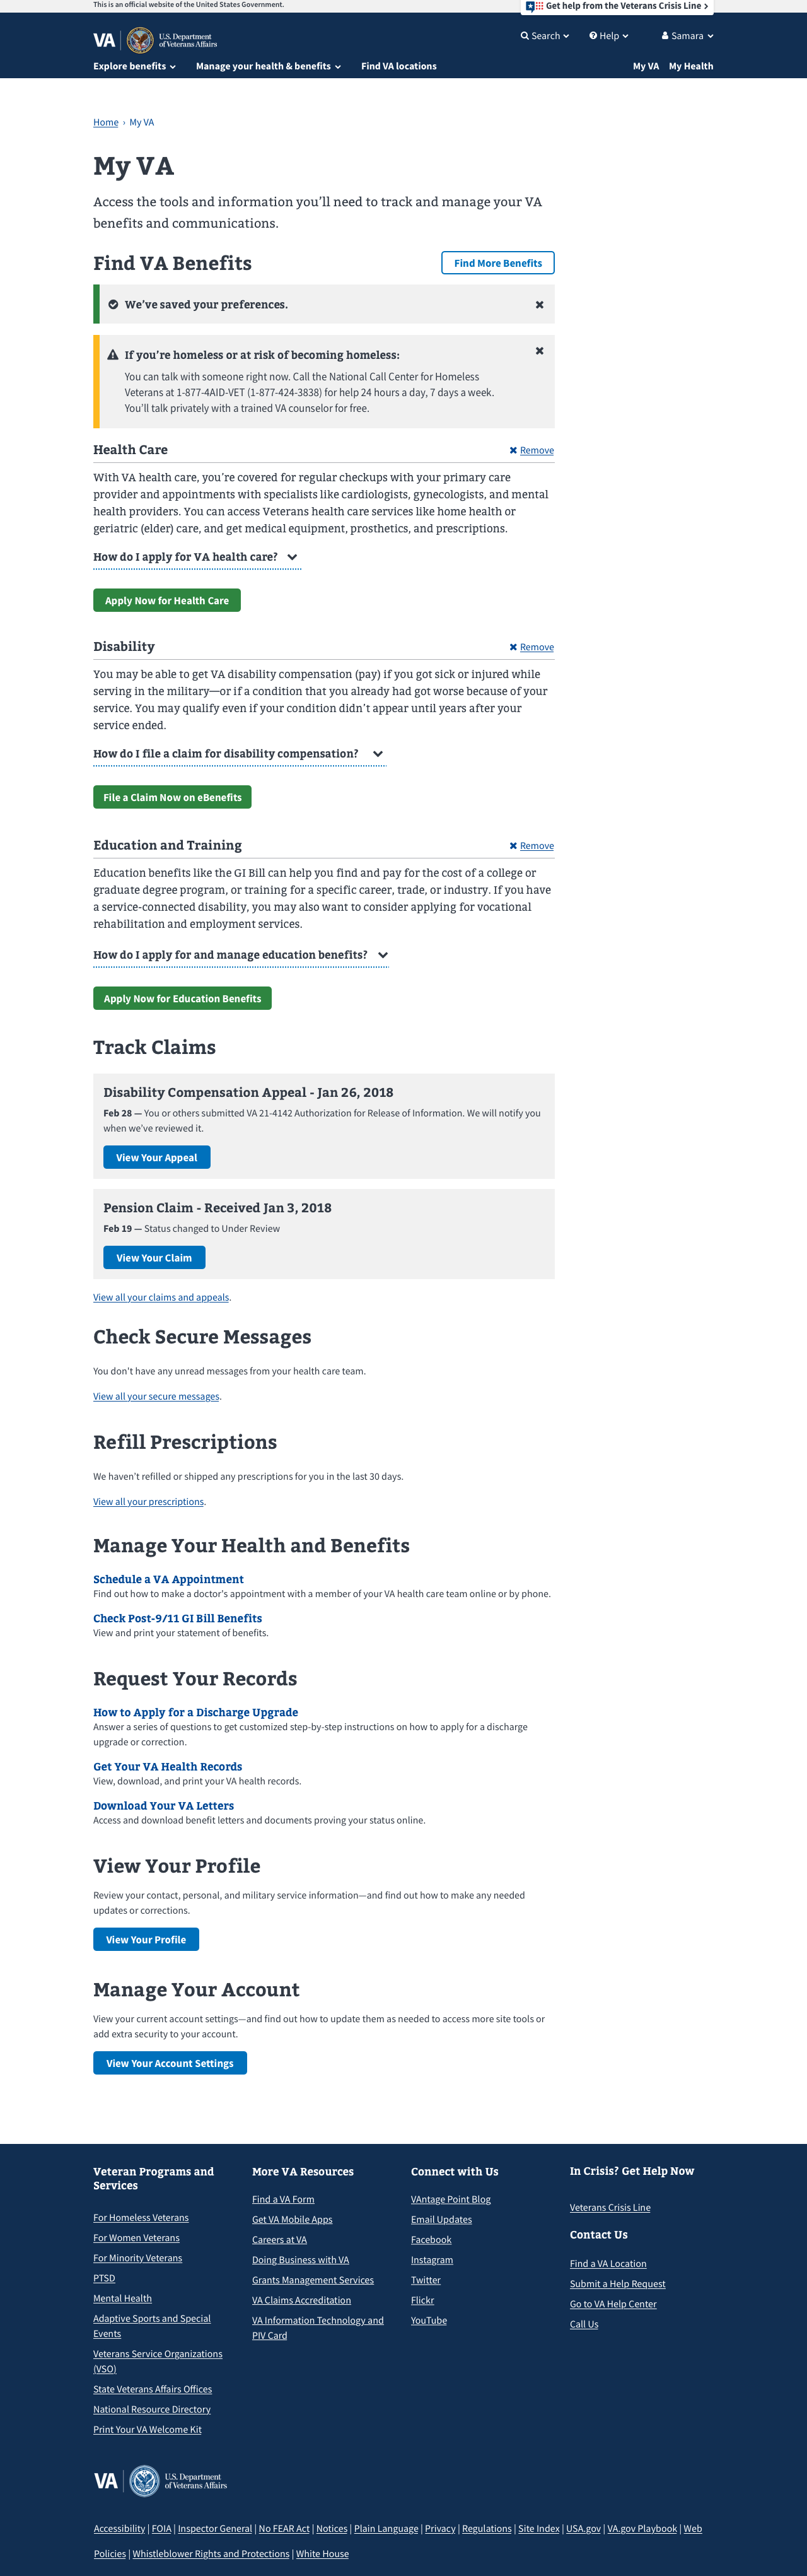 This is an official website of the United States Government.
Get help from the Veterans Crisis Line
VA
U.S. Department
of Veterans Affairs
Search
Help
Samara
Explore benefits
Manage your health & benefits
Find VA locations
My VA
My Health
Home › My VA
My VA
Access the tools and information you’ll need to track and manage your VA
benefits and communications.
Find VA Benefits
Find More Benefits
We’ve saved your preferences.
If you’re homeless or at risk of becoming homeless:
You can talk with someone right now. Call the National Call Center for Homeless
Veterans at 1-877-4AID-VET (1-877-424-3838) for help 24 hours a day, 7 days a week.
You’ll talk privately with a trained VA counselor for free.
Health Care
Remove
With VA health care, you’re covered for regular checkups with your primary care
provider and appointments with specialists like cardiologists, gynecologists, and mental
health providers. You can access Veterans health care services like home health or
geriatric (elder) care, and get medical equipment, prosthetics, and prescriptions.
How do I apply for VA health care?
Apply Now for Health Care
Disability
Remove
You may be able to get VA disability compensation (pay) if you got sick or injured while
serving in the military—or if a condition that you already had got worse because of your
service. You may qualify even if your condition didn’t appear until years after your
service ended.
How do I file a claim for disability compensation?
File a Claim Now on eBenefits
Education and Training
Remove
Education benefits like the GI Bill can help you find and pay for the cost of a college or
graduate degree program, or training for a specific career, trade, or industry. If you have
a service-connected disability, you may also want to consider applying for vocational
rehabilitation and employment services.
How do I apply for and manage education benefits?
Apply Now for Education Benefits
Track Claims
Disability Compensation Appeal - Jan 26, 2018
Feb 28 — You or others submitted VA 21-4142 Authorization for Release of Information. We will notify you
when we’ve reviewed it.
View Your Appeal
Pension Claim - Received Jan 3, 2018
Feb 19 — Status changed to Under Review
View Your Claim
View all your claims and appeals.
Check Secure Messages
You don’t have any unread messages from your health care team.
View all your secure messages.
Refill Prescriptions
We haven’t refilled or shipped any prescriptions for you in the last 30 days.
View all your prescriptions.
Manage Your Health and Benefits
Schedule a VA Appointment
Find out how to make a doctor’s appointment with a member of your VA health care team online or by phone.
Check Post-9/11 GI Bill Benefits
View and print your statement of benefits.
Request Your Records
How to Apply for a Discharge Upgrade
Answer a series of questions to get customized step-by-step instructions on how to apply for a discharge
upgrade or correction.
Get Your VA Health Records
View, download, and print your VA health records.
Download Your VA Letters
Access and download benefit letters and documents proving your status online.
View Your Profile
Review your contact, personal, and military service information—and find out how to make any needed
updates or corrections.
View Your Profile
Manage Your Account
View your current account settings—and find out how to update them as needed to access more site tools or
add extra security to your account.
View Your Account Settings
Veteran Programs and
Services
For Homeless Veterans
For Women Veterans
For Minority Veterans
PTSD
Mental Health
Adaptive Sports and Special
Events
Veterans Service Organizations
(VSO)
State Veterans Affairs Offices
National Resource Directory
Print Your VA Welcome Kit
More VA Resources
Find a VA Form
Get VA Mobile Apps
Careers at VA
Doing Business with VA
Grants Management Services
VA Claims Accreditation
VA Information Technology and
PIV Card
Connect with Us
VAntage Point Blog
Email Updates
Facebook
Instagram
Twitter
Flickr
YouTube
In Crisis? Get Help Now
Veterans Crisis Line
Contact Us
Find a VA Location
Submit a Help Request
Go to VA Help Center
Call Us
VA
U.S. Department
of Veterans Affairs
Accessibility | FOIA | Inspector General | No FEAR Act | Notices | Plain Language | Privacy | Regulations | Site Index | USA.gov | VA.gov Playbook | Web
Policies | Whistleblower Rights and Protections | White House